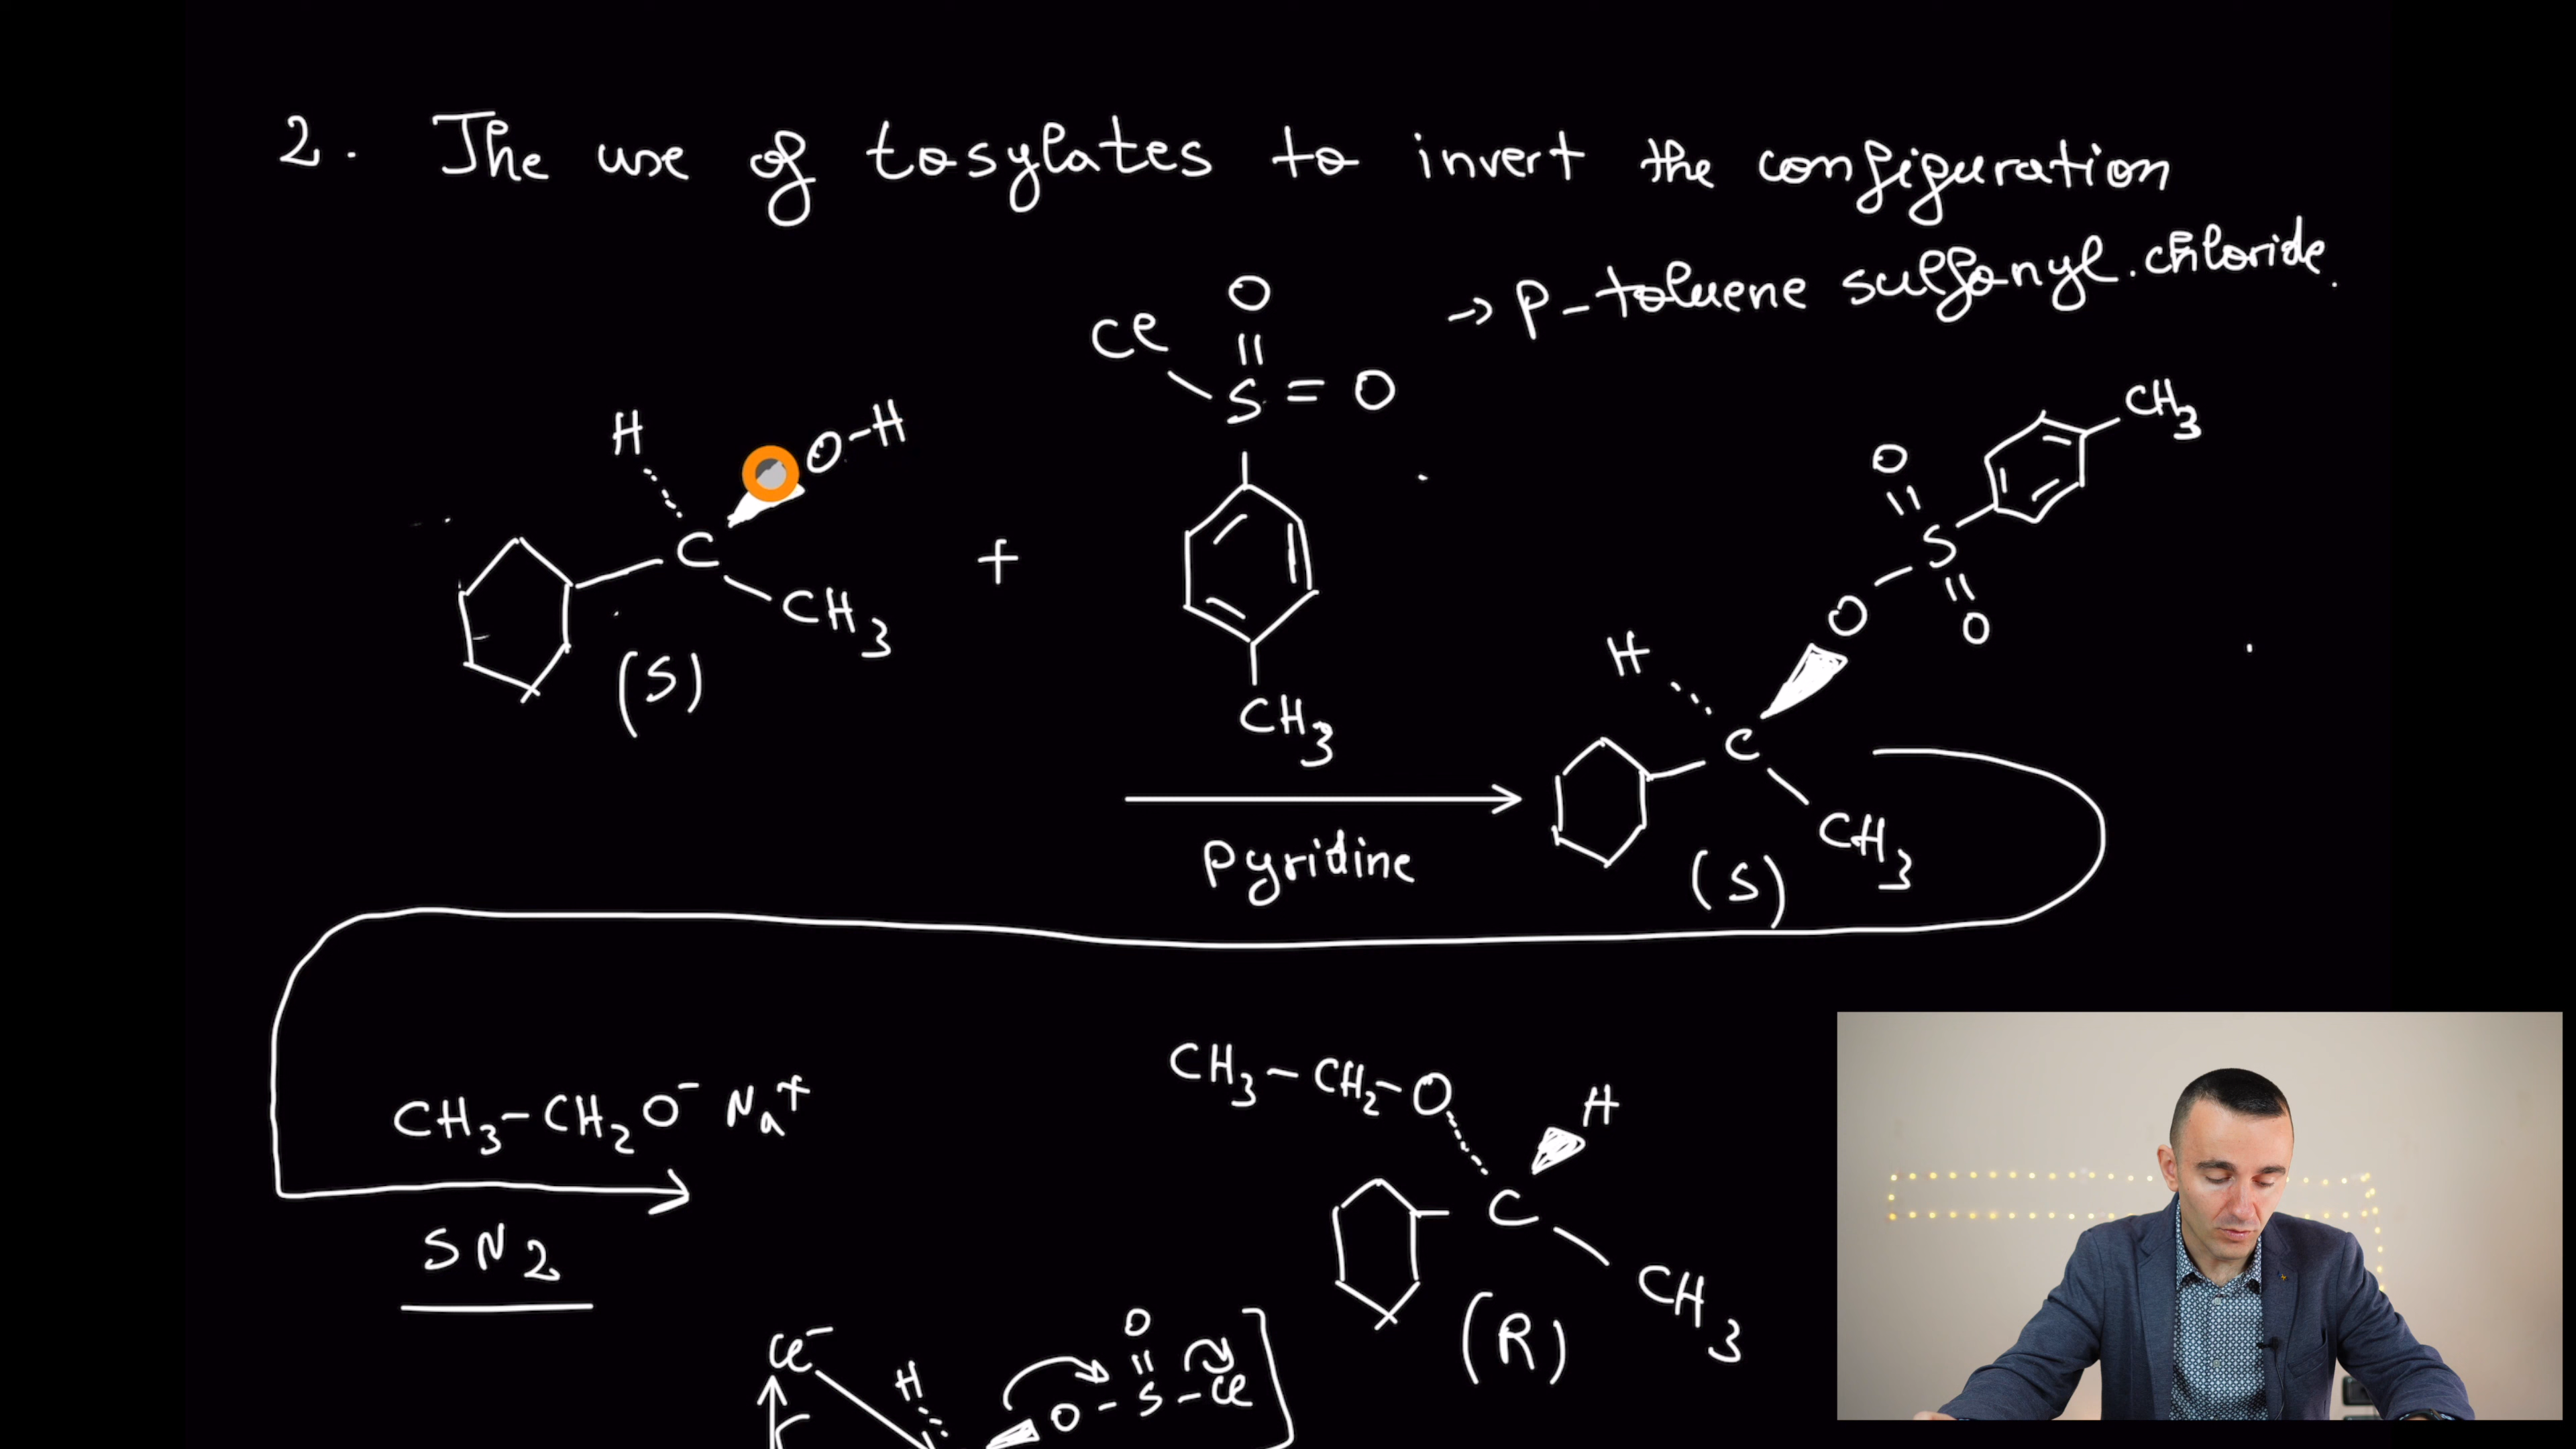 2. The use of tosylates to invert the configuration
→ p-toluene sulfonyl.chloride.
O
Cl
S = O
CH3
H
O-H
C
CH3
(S)
+
CH3
O
S
O
O
H
C
CH3
(S)
Pyridine
CH3-CH2O⁻ Na⁺
SN2
CH3-CH2-O
H
C
CH3
(R)
Cl⁻
H
O
O-S-Cl